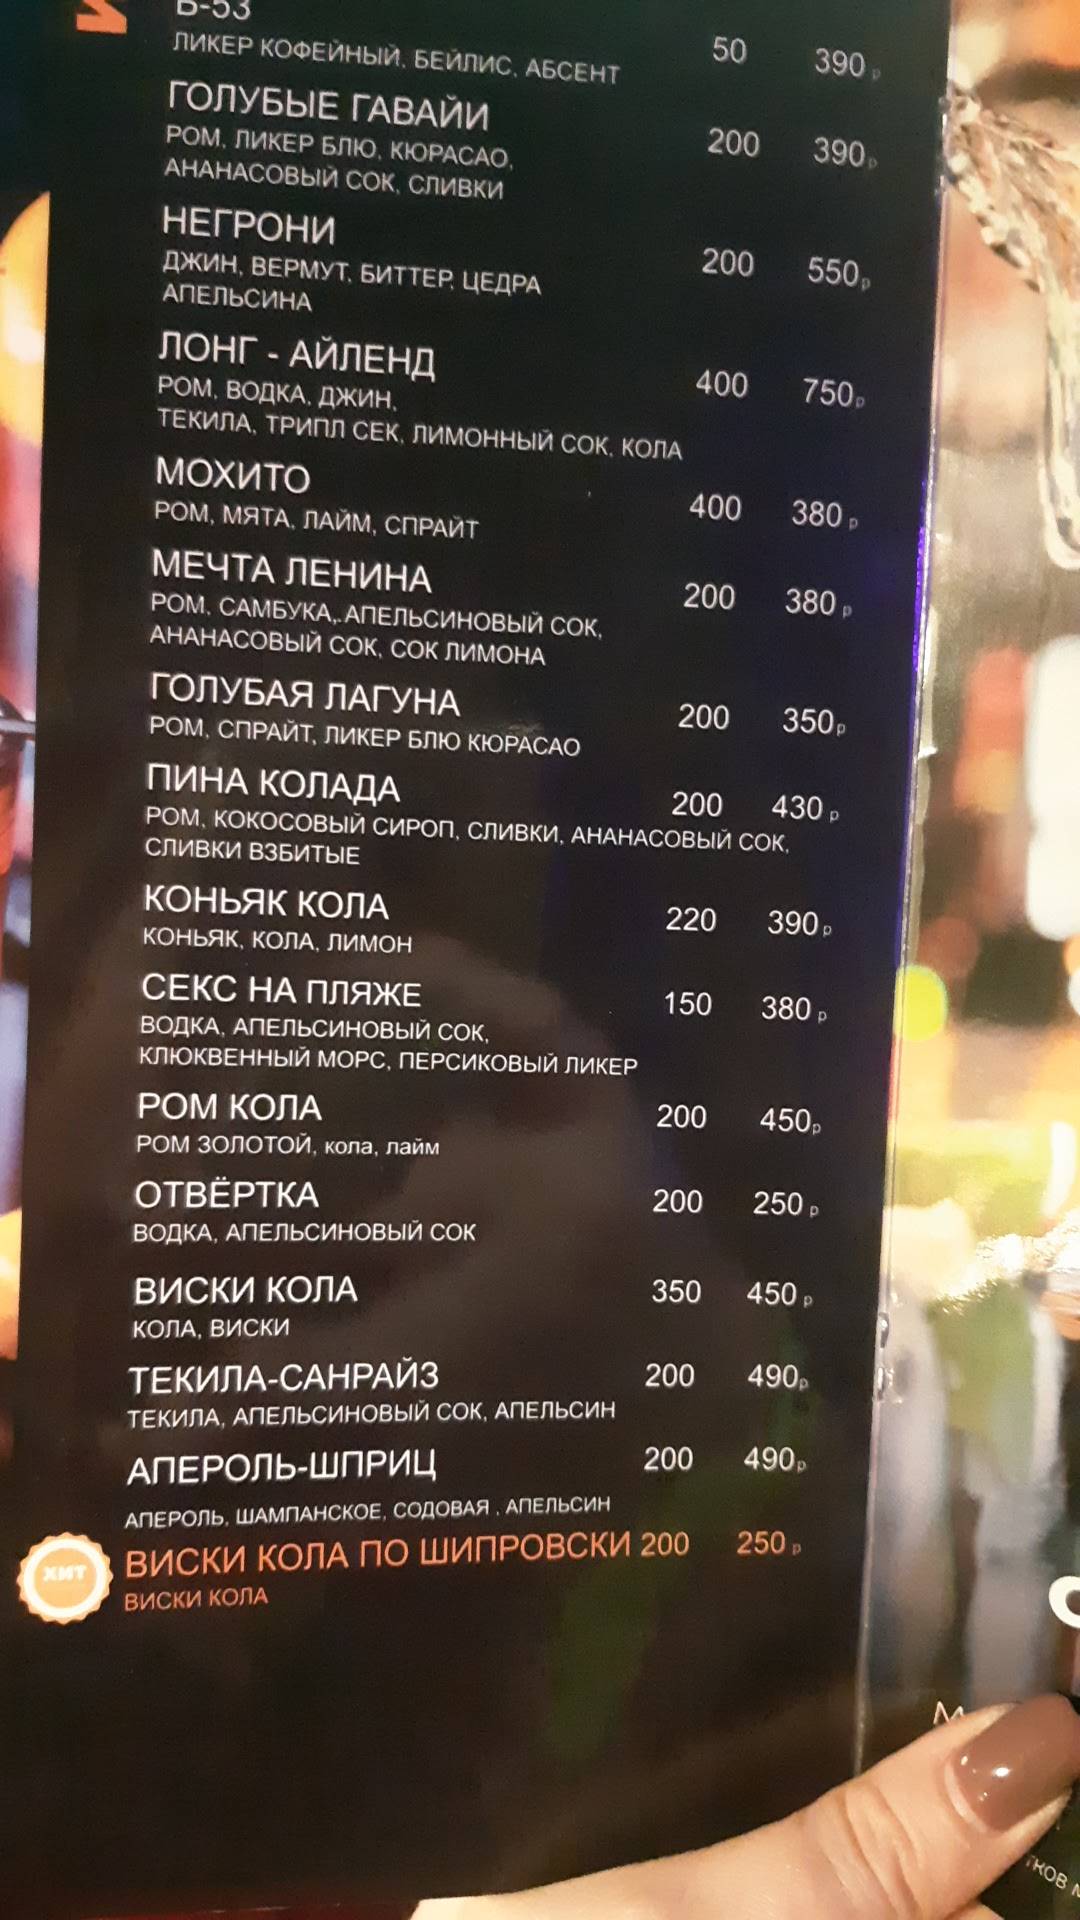 Б-53 50 390 р
ЛИКЕР КОФЕЙНЫЙ, БЕЙЛИС, АБСЕНТ
ГОЛУБЫЕ ГАВАЙИ 200 390 р
РОМ, ЛИКЕР БЛЮ, КЮРАСАО,
АНАНАСОВЫЙ СОК, СЛИВКИ
НЕГРОНИ 200 550 р
ДЖИН, ВЕРМУТ, БИТТЕР, ЦЕДРА
АПЕЛЬСИНА
ЛОНГ - АЙЛЕНД 400 750 р
РОМ, ВОДКА, ДЖИН,
ТЕКИЛА, ТРИПЛ СЕК, ЛИМОННЫЙ СОК, КОЛА
МОХИТО 400 380 р
РОМ, МЯТА, ЛАЙМ, СПРАЙТ
МЕЧТА ЛЕНИНА 200 380 р
РОМ, САМБУКА,.АПЕЛЬСИНОВЫЙ СОК,
АНАНАСОВЫЙ СОК, СОК ЛИМОНА
ГОЛУБАЯ ЛАГУНА 200 350 р
РОМ, СПРАЙТ, ЛИКЕР БЛЮ КЮРАСАО
ПИНА КОЛАДА 200 430 р
РОМ, КОКОСОВЫЙ СИРОП, СЛИВКИ, АНАНАСОВЫЙ СОК,
СЛИВКИ ВЗБИТЫЕ
КОНЬЯК КОЛА 220 390 р
КОНЬЯК, КОЛА, ЛИМОН
СЕКС НА ПЛЯЖЕ 150 380 р
ВОДКА, АПЕЛЬСИНОВЫЙ СОК,
КЛЮКВЕННЫЙ МОРС, ПЕРСИКОВЫЙ ЛИКЕР
РОМ КОЛА 200 450 р
РОМ ЗОЛОТОЙ, кола, лайм
ОТВЁРТКА 200 250 р
ВОДКА, АПЕЛЬСИНОВЫЙ СОК
ВИСКИ КОЛА 350 450 р
КОЛА, ВИСКИ
ТЕКИЛА-САНРАЙЗ 200 490 р
ТЕКИЛА, АПЕЛЬСИНОВЫЙ СОК, АПЕЛЬСИН
АПЕРОЛЬ-ШПРИЦ 200 490 р
АПЕРОЛЬ, ШАМПАНСКОЕ, СОДОВАЯ , АПЕЛЬСИН
ХИТ ВИСКИ КОЛА ПО ШИПРОВСКИ 200 250 р
ВИСКИ КОЛА